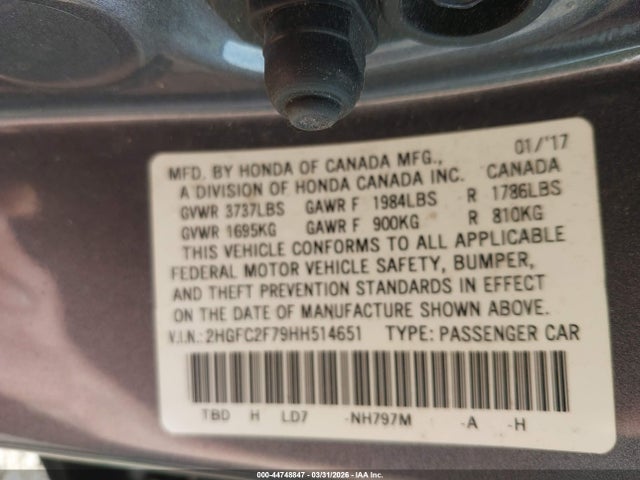 01/'17
MFD. BY HONDA OF CANADA MFG.,
A DIVISION OF HONDA CANADA INC. CANADA
GVWR 3737LBS GAWR F 1984LBS R 1786LBS
GVWR 1695KG GAWR F 900KG R 810KG
THIS VEHICLE CONFORMS TO ALL APPLICABLE
FEDERAL MOTOR VEHICLE SAFETY, BUMPER,
AND THEFT PREVENTION STANDARDS IN EFFECT
ON THE DATE OF MANUFACTURE SHOWN ABOVE.
V.I.N.: 2HGFC2F79HH514651 TYPE: PASSENGER CAR
TBD H LD7 -NH797M -A -H
00-44748847 - 03/31/2026 - IAA Inc.